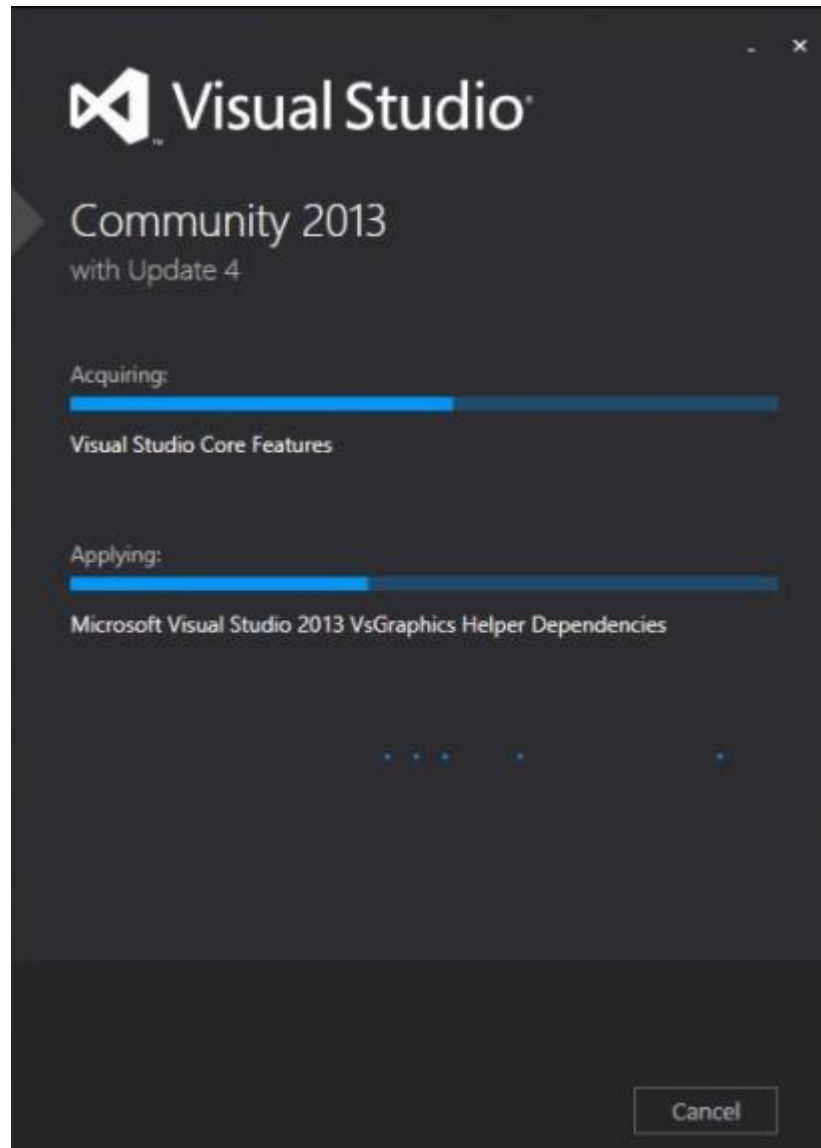 Visual Studio®
™
Community 2013
with Update 4
Acquiring:
Visual Studio Core Features
Applying:
Microsoft Visual Studio 2013 VsGraphics Helper Dependencies
Cancel